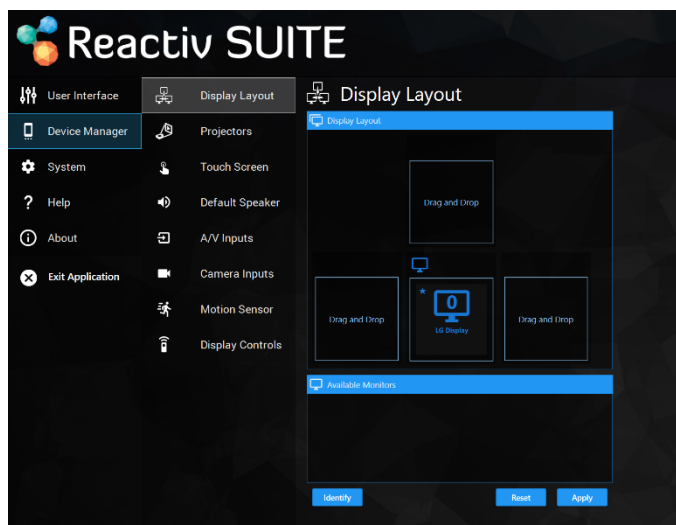 Reactiv SUITE
User Interface
Device Manager
System
Help
About
Exit Application
Display Layout
Projectors
Touch Screen
Default Speaker
A/V Inputs
Camera Inputs
Motion Sensor
Display Controls
Display Layout
Display Layout
Drag and Drop
Drag and Drop
* 0
LG Display
Drag and Drop
Available Monitors
Identify
Reset
Apply